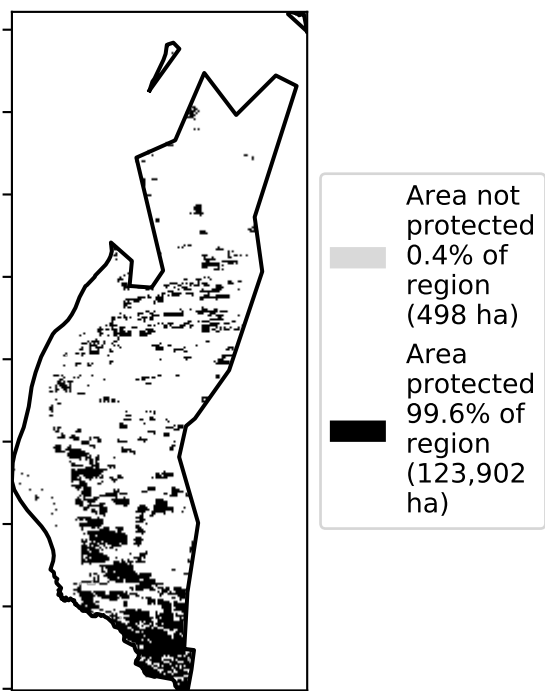 Area not
protected
0.4% of
region
(498 ha)
Area
protected
99.6% of
region
(123,902
ha)